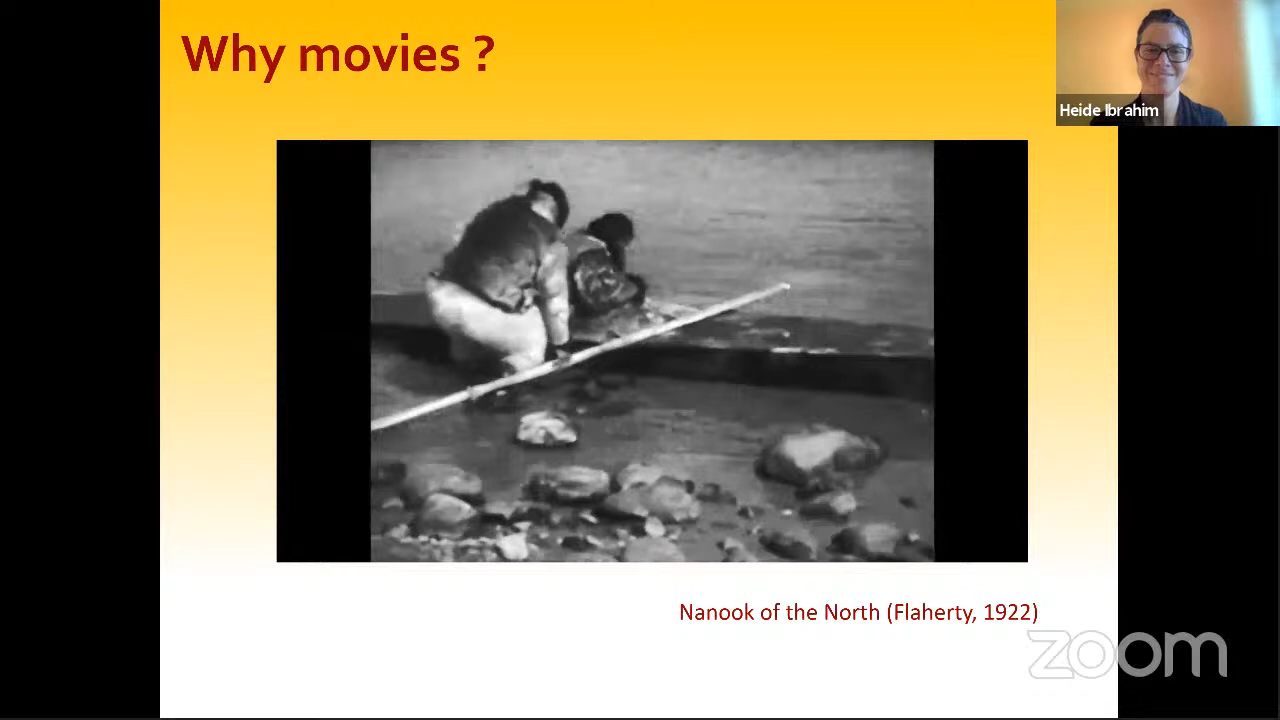 Why movies ?
Heide Ibrahim
Nanook of the North (Flaherty, 1922)
zoom